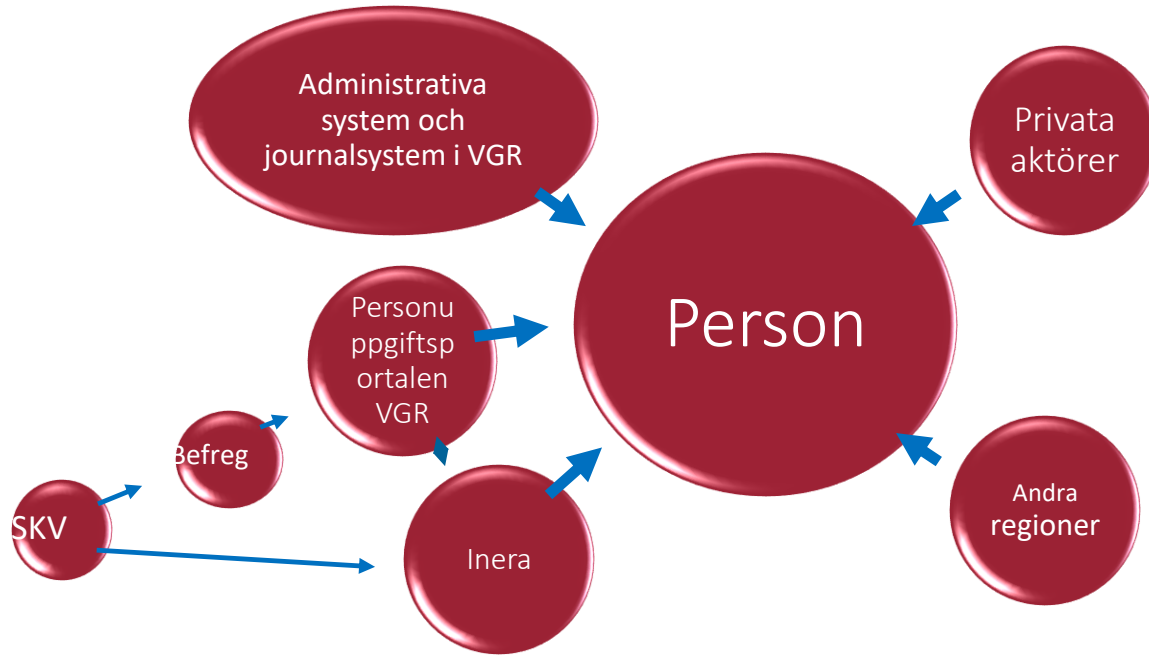 Administrativa
system och
journalsystem i VGR
Privata
aktörer
Person
Personu
ppgiftsp
ortalen
VGR
Befreg
SKV
Inera
Andra
regioner